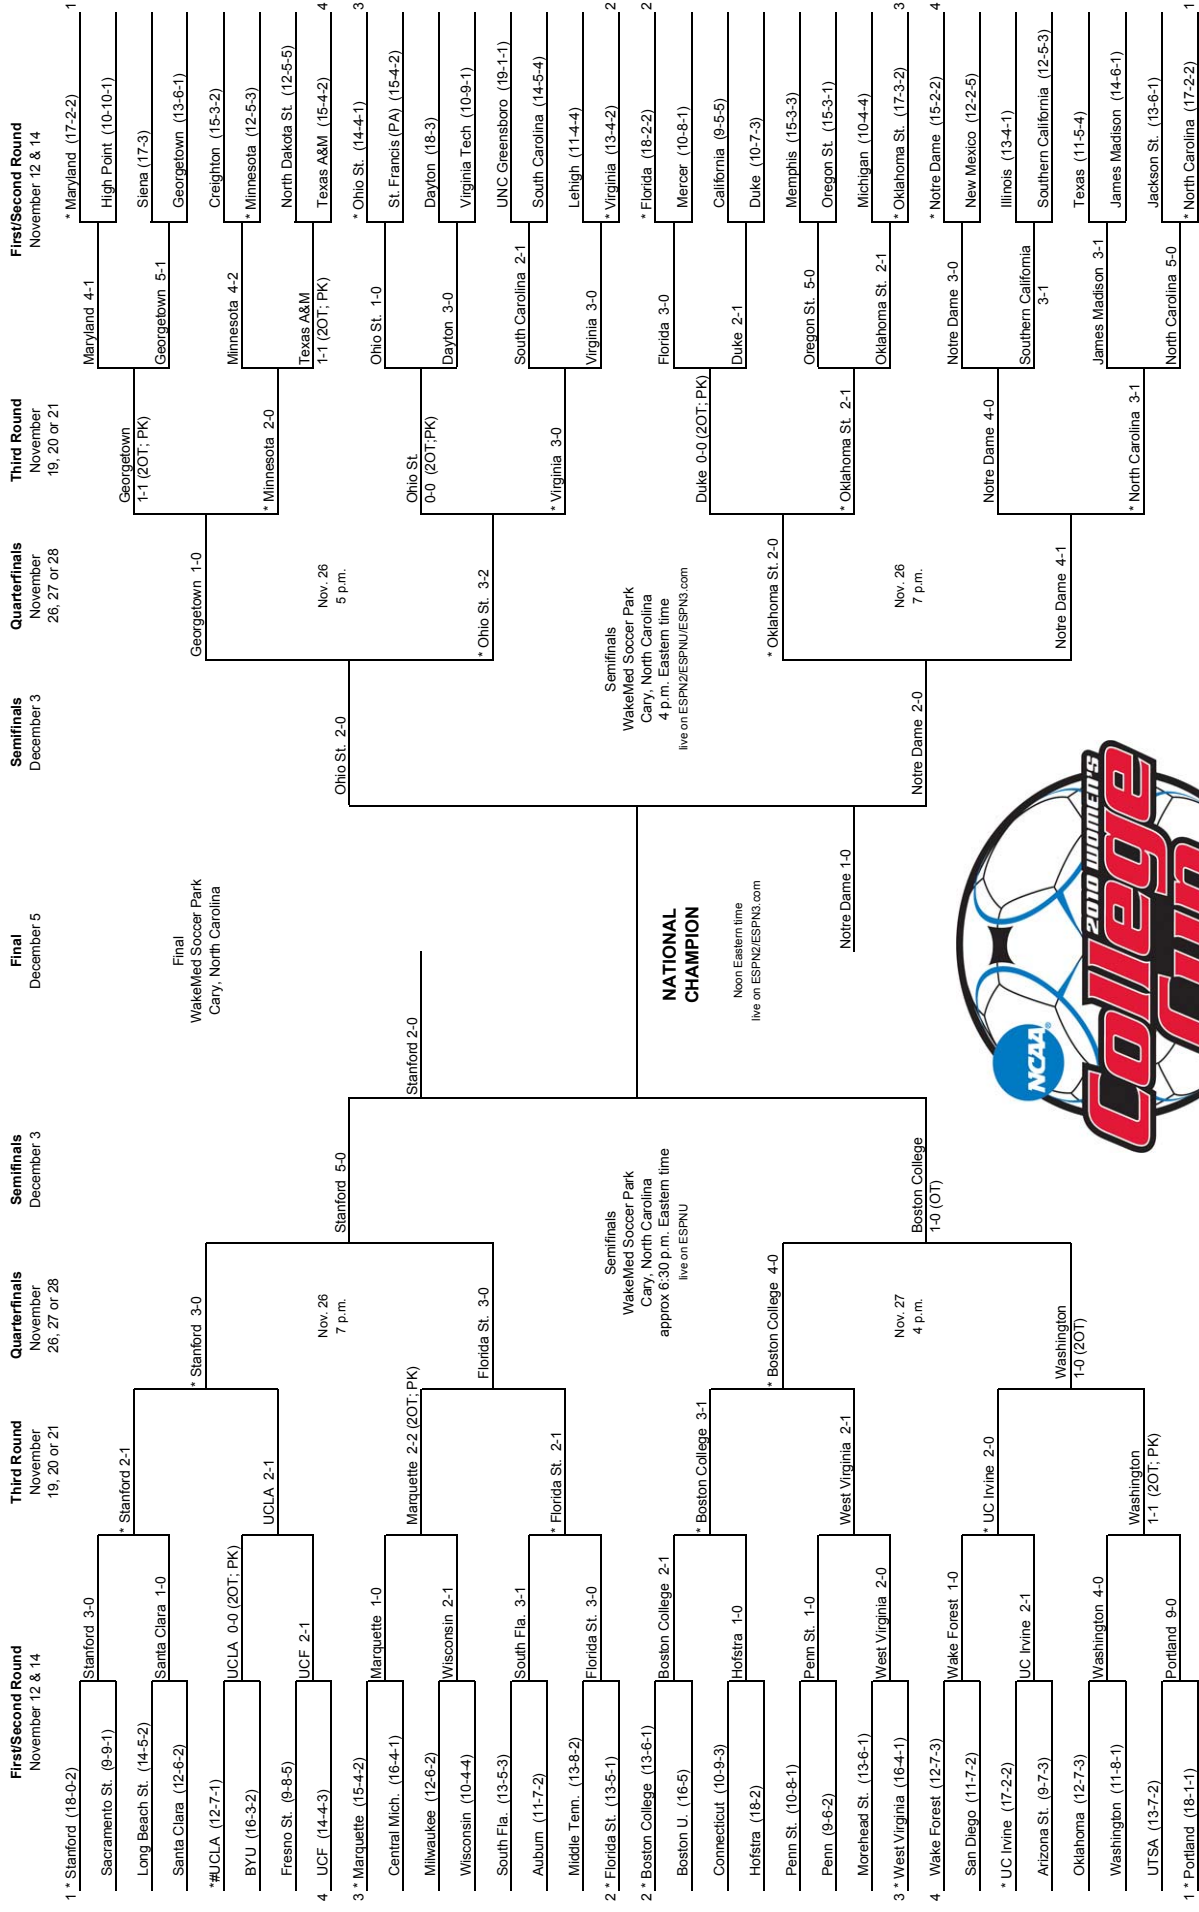 First/Second Round
November 12 & 14
Third Round
November
19, 20 or 21
Quarterfinals
November
26, 27 or 28
Semifinals
December 3
Final
December 5
Semifinals
December 3
Quarterfinals
November
26, 27 or 28
Third Round
November
19, 20 or 21
First/Second Round
November 12 & 14
1 * Stanford (18-0-2)
Sacramento St. (9-9-1)
Long Beach St. (14-5-2)
Santa Clara (12-6-2)
*#UCLA (12-7-1)
BYU (16-3-2)
Fresno St. (9-8-5)
4 UCF (14-4-3)
3 * Marquette (15-4-2)
Central Mich. (16-4-1)
Milwaukee (12-6-2)
Wisconsin (10-4-4)
South Fla. (13-5-3)
Auburn (11-7-2)
Middle Tenn. (13-8-2)
2 * Florida St. (13-5-1)
2 * Boston College (13-6-1)
Boston U. (16-5)
Connecticut (10-9-3)
Hofstra (18-2)
Penn St. (10-8-1)
Penn (9-6-2)
Morehead St. (13-6-1)
3 * West Virginia (16-4-1)
4 Wake Forest (12-7-3)
San Diego (11-7-2)
* UC Irvine (17-2-2)
Arizona St. (9-7-3)
Oklahoma (12-7-3)
Washington (11-8-1)
UTSA (13-7-2)
1 * Portland (18-1-1)
Stanford 3-0
Santa Clara 1-0
UCLA 0-0 (2OT; PK)
UCF 2-1
Marquette 1-0
Wisconsin 2-1
South Fla. 3-1
Florida St. 3-0
Boston College 2-1
Hofstra 1-0
Penn St. 1-0
West Virginia 2-0
Wake Forest 1-0
UC Irvine 2-1
Washington 4-0
Portland 9-0
* Stanford 2-1
UCLA 2-1
Marquette 2-2 (2OT; PK)
* Florida St. 2-1
* Boston College 3-1
West Virginia 2-1
* UC Irvine 2-0
Washington
1-1 (2OT; PK)
* Stanford 3-0
Nov. 26
7 p.m.
Florida St. 3-0
* Boston College 4-0
Nov. 27
4 p.m.
Washington
1-0 (2OT)
Stanford 5-0
Semifinals
WakeMed Soccer Park
Cary, North Carolina
approx 6:30 p.m. Eastern time
live on ESPNU
Boston College
1-0 (OT)
Stanford 2-0
Final
WakeMed Soccer Park
Cary, North Carolina
NATIONAL
CHAMPION
Noon Eastern time
live on ESPN2/ESPN3.com
Notre Dame 1-0
NCAA®
2010 WOMEN'S
College
Cup
Ohio St. 2-0
Semifinals
WakeMed Soccer Park
Cary, North Carolina
4 p.m. Eastern time
live on ESPN2/ESPNU/ESPN3.com
Notre Dame 2-0
Georgetown 1-0
Nov. 26
5 p.m.
* Ohio St. 3-2
* Oklahoma St. 2-0
Nov. 26
7 p.m.
Notre Dame 4-1
Georgetown
1-1 (2OT; PK)
* Minnesota 2-0
Ohio St.
0-0 (2OT;PK)
* Virginia 3-0
Duke 0-0 (2OT; PK)
* Oklahoma St. 2-1
Notre Dame 4-0
* North Carolina 3-1
Maryland 4-1
Georgetown 5-1
Minnesota 4-2
Texas A&M
1-1 (2OT; PK)
Ohio St. 1-0
Dayton 3-0
South Carolina 2-1
Virginia 3-0
Florida 3-0
Duke 2-1
Oregon St. 5-0
Oklahoma St. 2-1
Notre Dame 3-0
Southern California
3-1
James Madison 3-1
North Carolina 5-0
* Maryland (17-2-2) 1
High Point (10-10-1)
Siena (17-3)
Georgetown (13-6-1)
Creighton (15-3-2)
* Minnesota (12-5-3)
North Dakota St. (12-5-5)
Texas A&M (15-4-2) 4
* Ohio St. (14-4-1) 3
St. Francis (PA) (15-4-2)
Dayton (18-3)
Virginia Tech (10-9-1)
UNC Greensboro (19-1-1)
South Carolina (14-5-4)
Lehigh (11-4-4)
* Virginia (13-4-2) 2
* Florida (18-2-2) 2
Mercer (10-8-1)
California (9-5-5)
Duke (10-7-3)
Memphis (15-3-3)
Oregon St. (15-3-1)
Michigan (10-4-4)
* Oklahoma St. (17-3-2) 3
* Notre Dame (15-2-2) 4
New Mexico (12-2-5)
Illinois (13-4-1)
Southern California (12-5-3)
Texas (11-5-4)
James Madison (14-6-1)
Jackson St. (13-6-1)
* North Carolina (17-2-2) 1